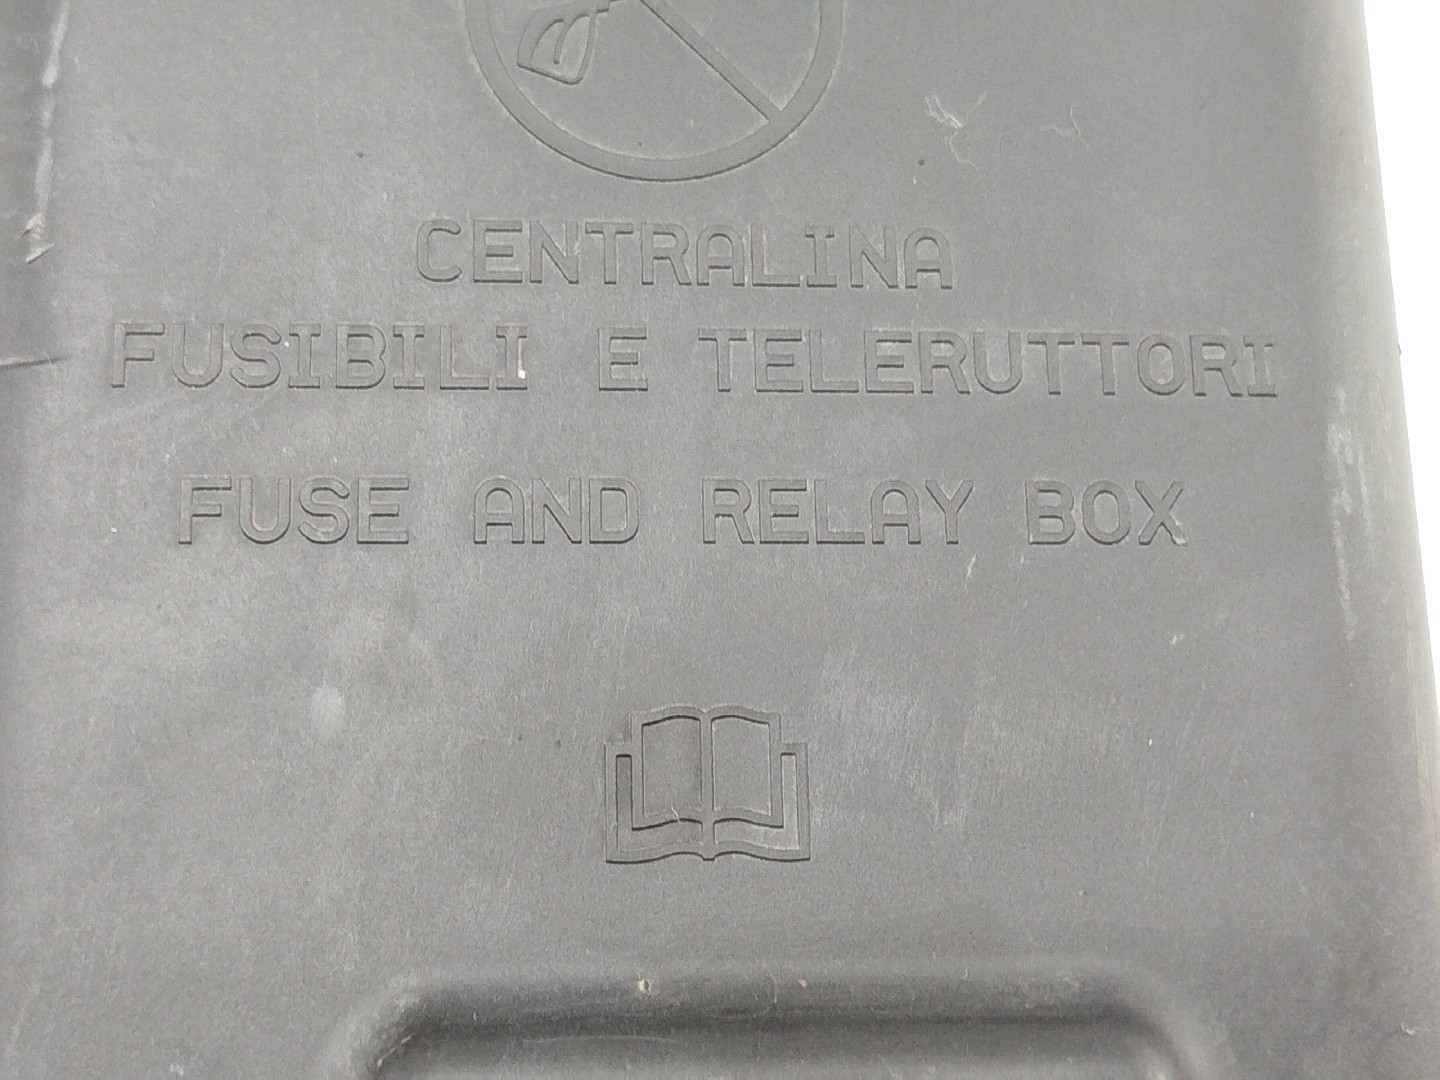 CENTRALINA
FUSIBILI E TELERUTTORI
FUSE AND RELAY BOX